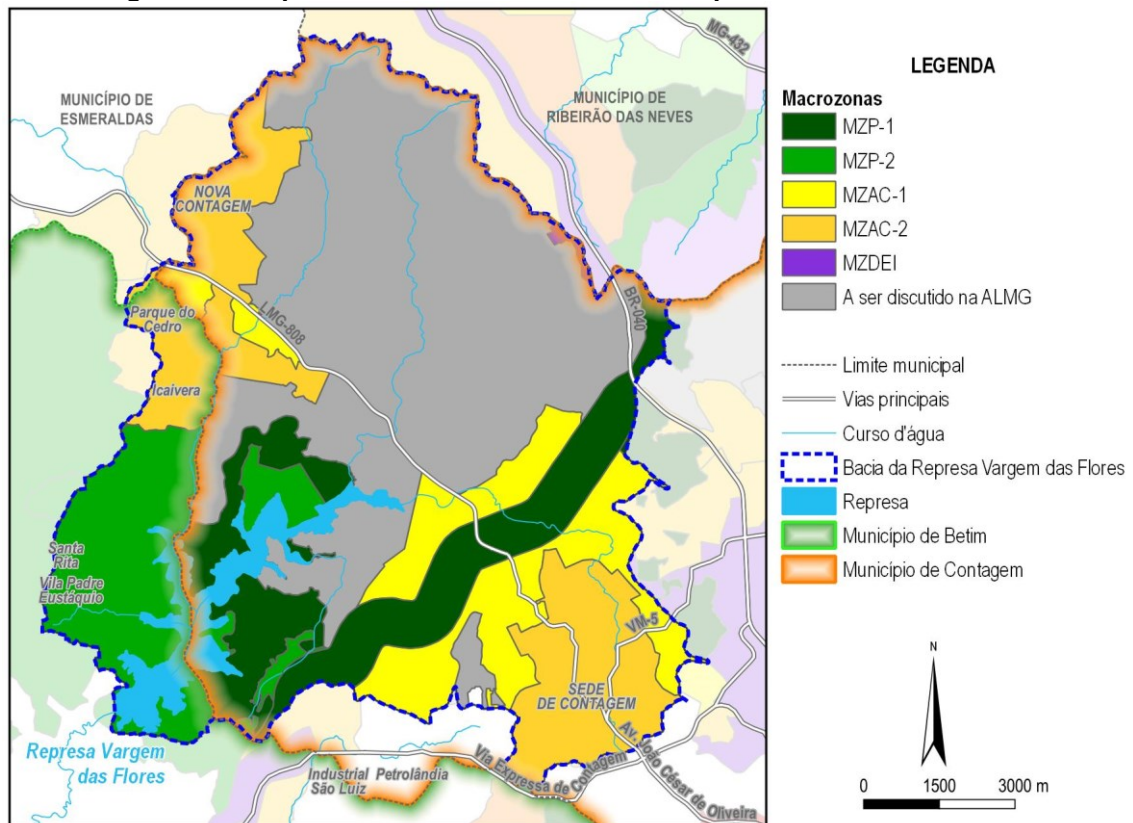 MG-432
MUNICÍPIO DE
ESMERALDAS
MUNICÍPIO DE
RIBEIRÃO DAS NEVES
NOVA
CONTAGEM
BR-040
Parque do
Cedro
LMG-808
Icaivera
Santa
Rita
Vila Padre
Eustáquio
VM-5
SEDE
DE CONTAGEM
Represa Vargem
das Flores
Industrial
São Luiz
Petrolândia
Via Expressa de Contagem
Av. João César de Oliveira
LEGENDA
Macrozonas
MZP-1
MZP-2
MZAC-1
MZAC-2
MZDEI
A ser discutido na ALMG
Limite municipal
Vias principais
Curso d'água
Bacia da Represa Vargem das Flores
Represa
Município de Betim
Município de Contagem
N
0 1500 3000 m